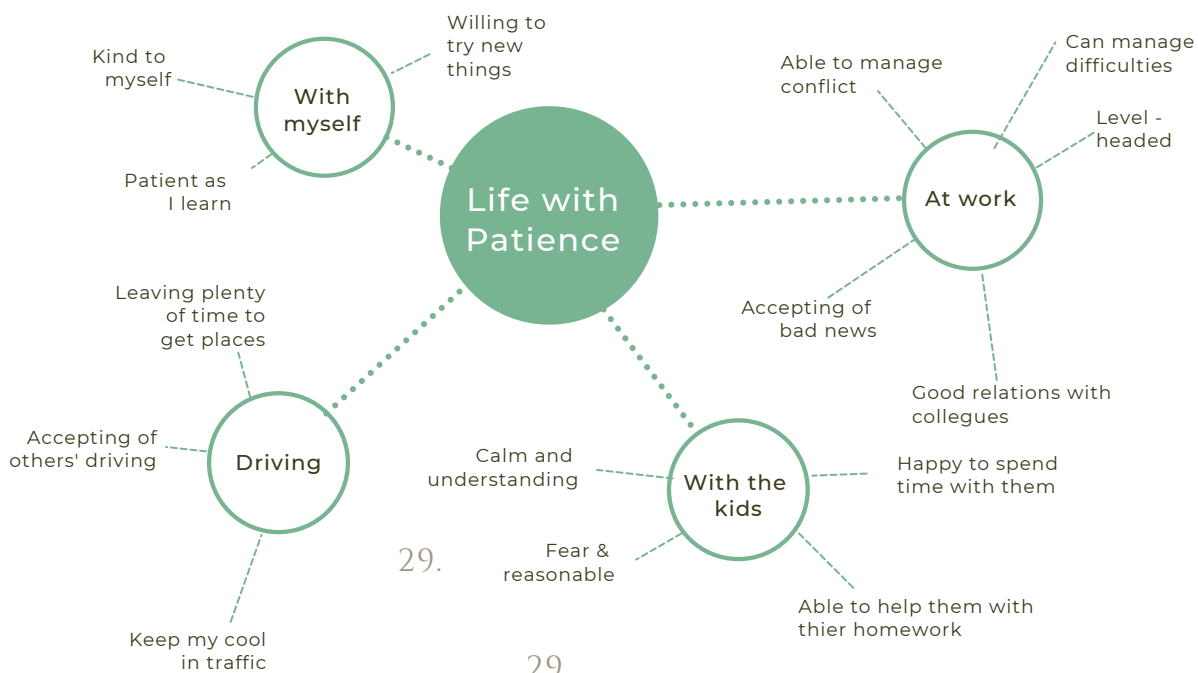 Willing to
try new
things
Kind to
myself
With
myself
Patient as
I learn
Life with
Patience
Able to manage
conflict
Can manage
difficulties
Level -
headed
At work
Accepting of
bad news
Good relations with
collegues
Leaving plenty
of time to
get places
Accepting of
others' driving
Driving
Keep my cool
in traffic
Calm and
understanding
With the
kids
Happy to spend
time with them
Fear &
reasonable
Able to help them with
thier homework
29.
29